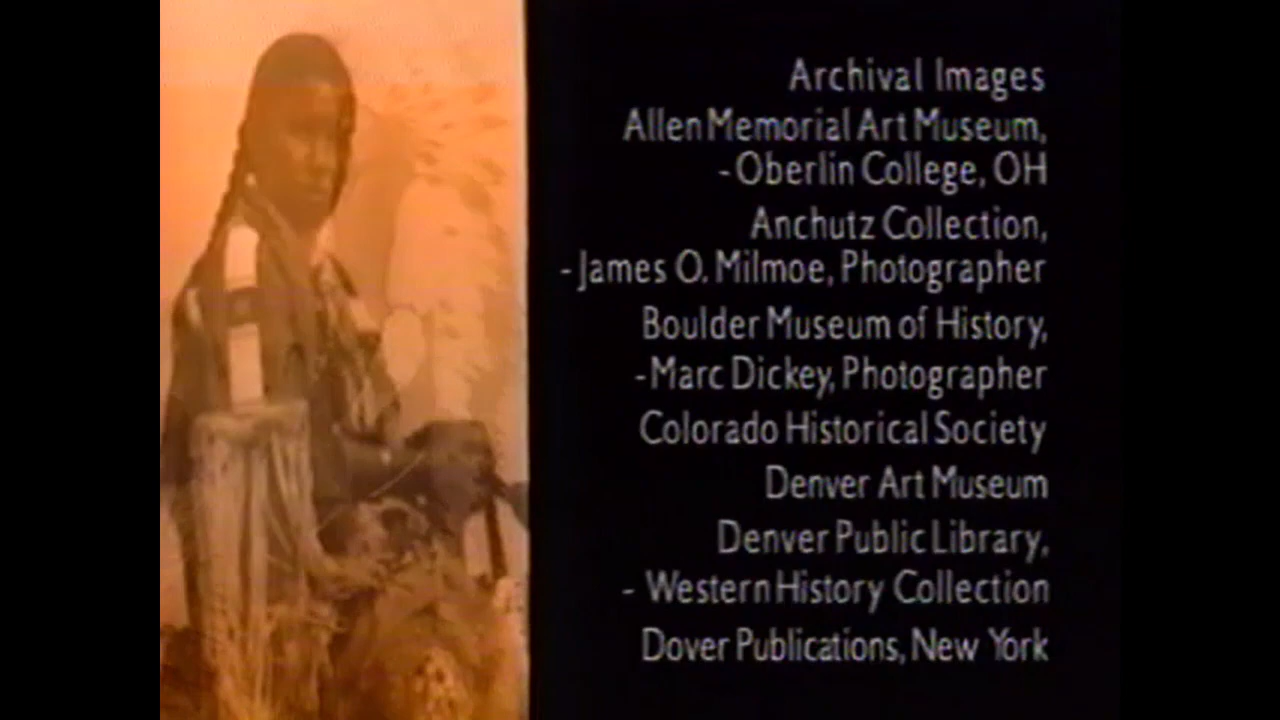 Archival Images
Allen Memorial Art Museum,
- Oberlin College, OH
Anchutz Collection,
- James O. Milmoe, Photographer
Boulder Museum of History,
- Marc Dickey, Photographer
Colorado Historical Society
Denver Art Museum
Denver Public Library,
- Western History Collection
Dover Publications, New York